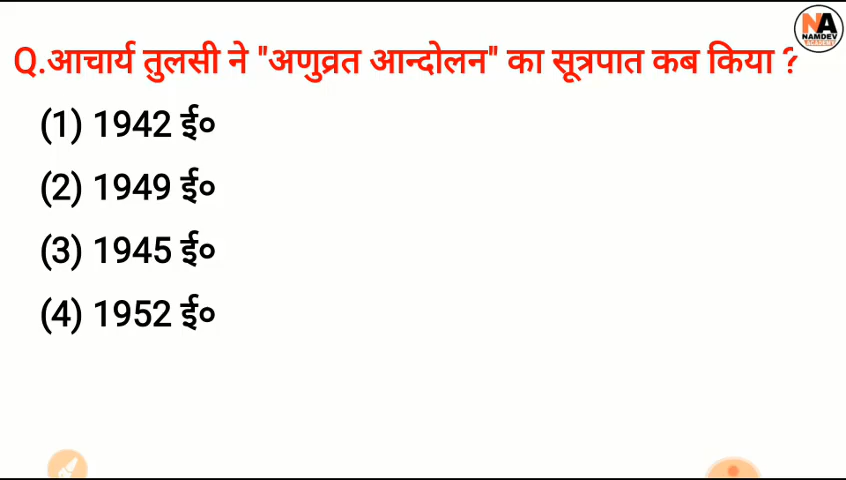 NA
NAMDEV
ACADEMY
Q.आचार्य तुलसी ने "अणुव्रत आन्दोलन" का सूत्रपात कब किया ?
(1) 1942 ई०
(2) 1949 ई०
(3) 1945 ई०
(4) 1952 ई०